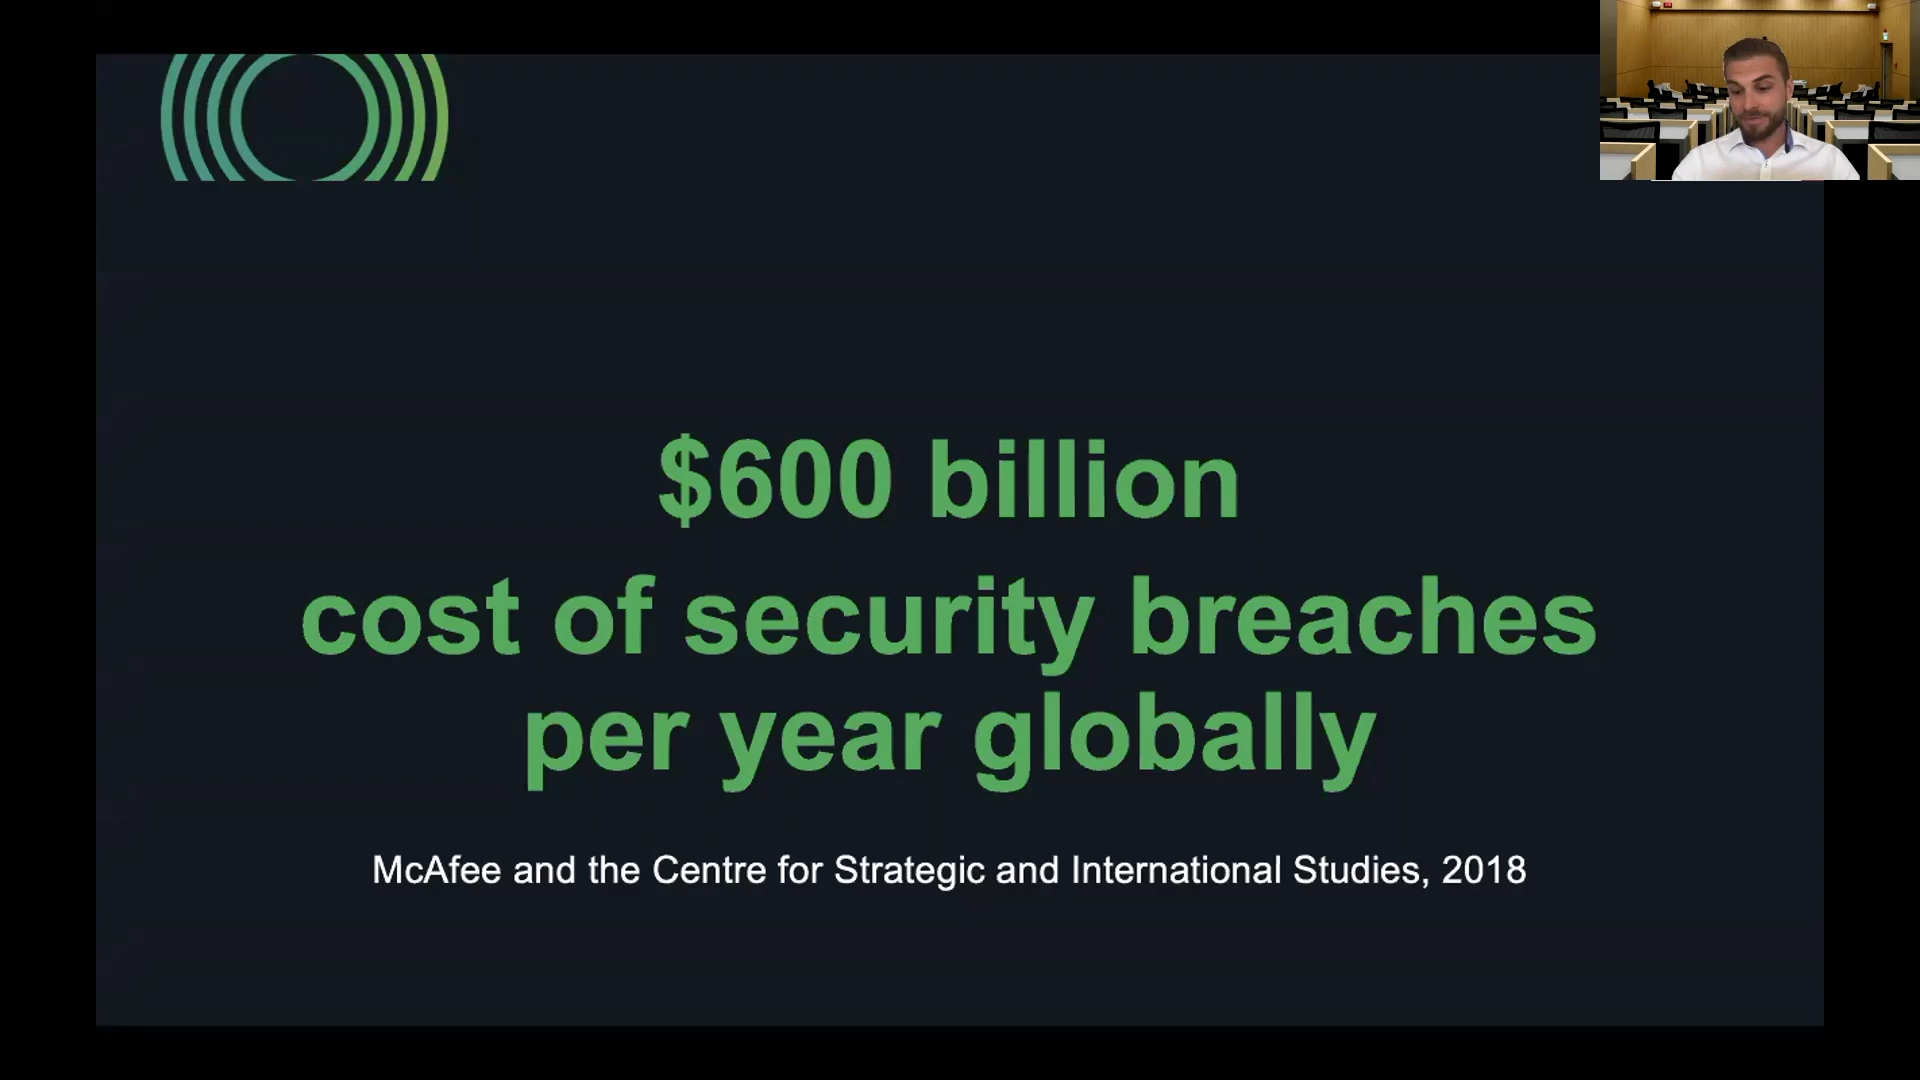 $600 billion
cost of security breaches
per year globally
McAfee and the Centre for Strategic and International Studies, 2018